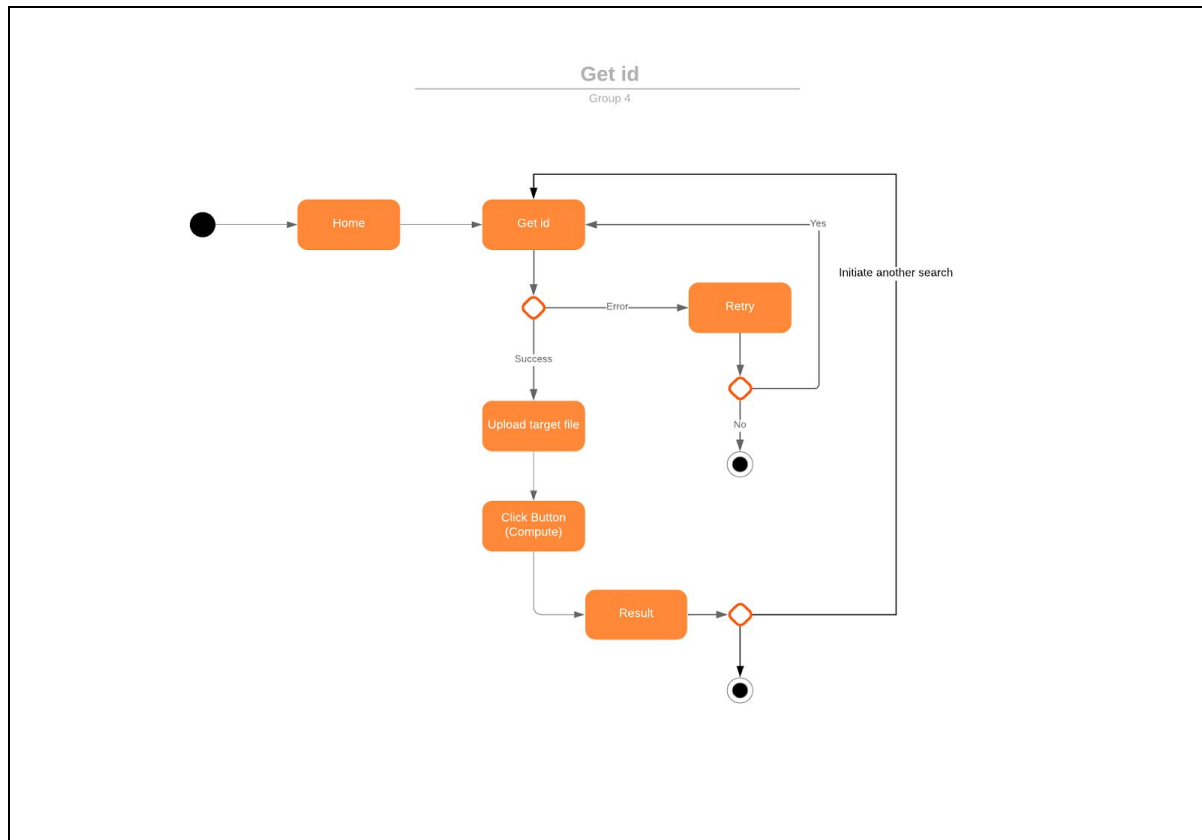 Get id
Group 4
Home
Get id
Yes
Initiate another search
Error
Retry
Success
No
Upload target file
Click Button
(Compute)
Result